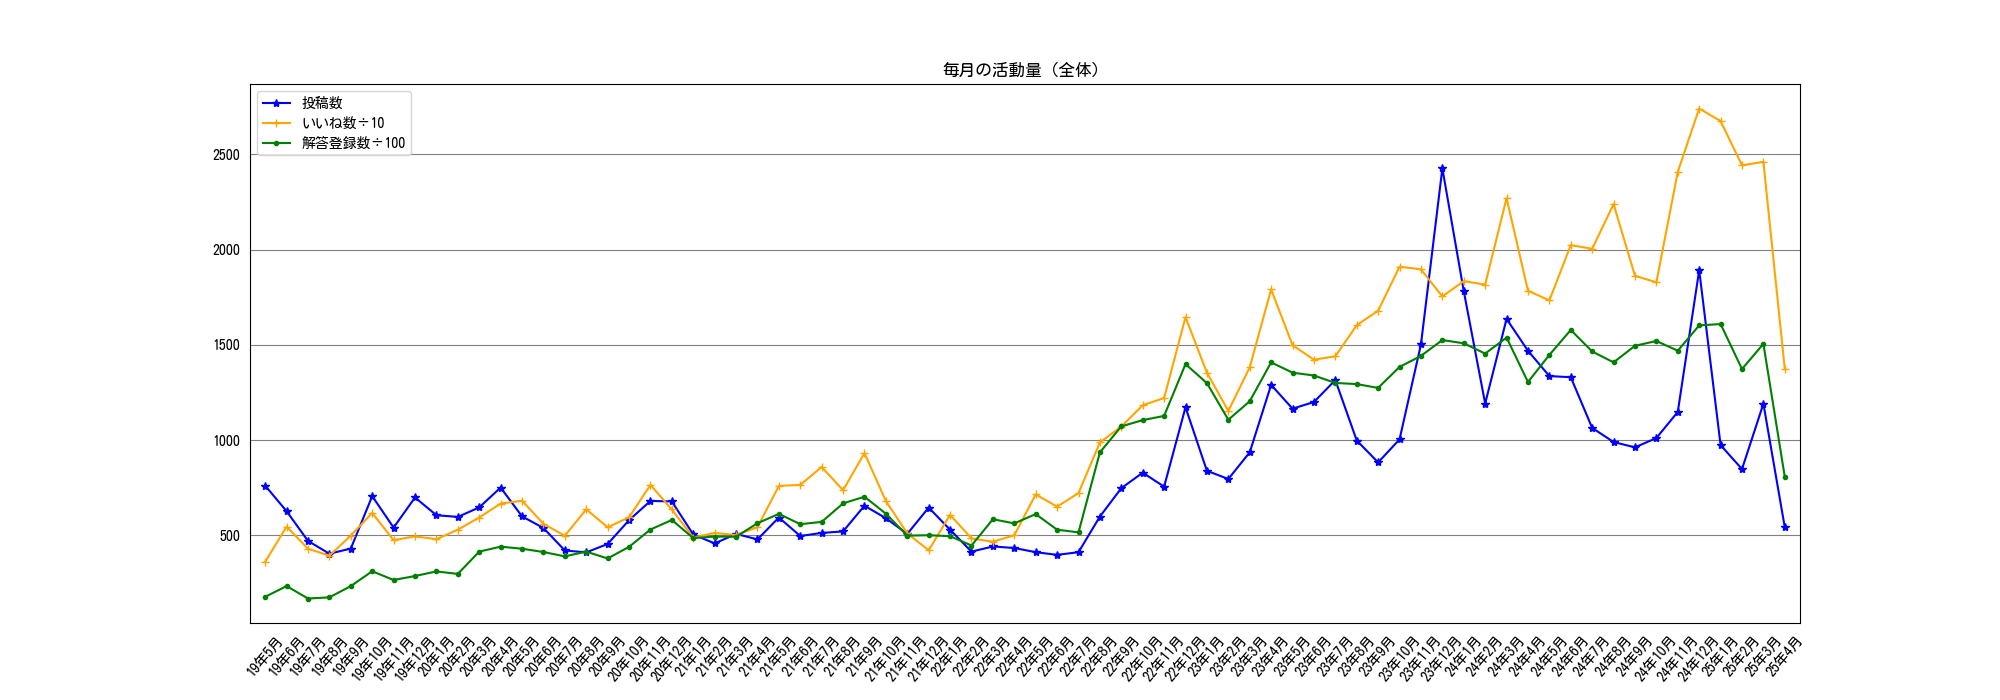 毎月の活動量（全体）
投稿数
いいね数÷10
解答登録数÷100
2500
2000
1500
1000
500
19年5月
19年6月
19年7月
19年8月
19年9月
19年10月
19年11月
19年12月
20年1月
20年2月
20年3月
20年4月
20年5月
20年6月
20年7月
20年8月
20年9月
20年10月
20年11月
20年12月
21年1月
21年2月
21年3月
21年4月
21年5月
21年6月
21年7月
21年8月
21年9月
21年10月
21年11月
21年12月
22年1月
22年2月
22年3月
22年4月
22年5月
22年6月
22年7月
22年8月
22年9月
22年10月
22年11月
22年12月
23年1月
23年2月
23年3月
23年4月
23年5月
23年6月
23年7月
23年8月
23年9月
23年10月
23年11月
23年12月
24年1月
24年2月
24年3月
24年4月
24年5月
24年6月
24年7月
24年8月
24年9月
24年10月
24年11月
24年12月
25年1月
25年2月
25年3月
25年4月